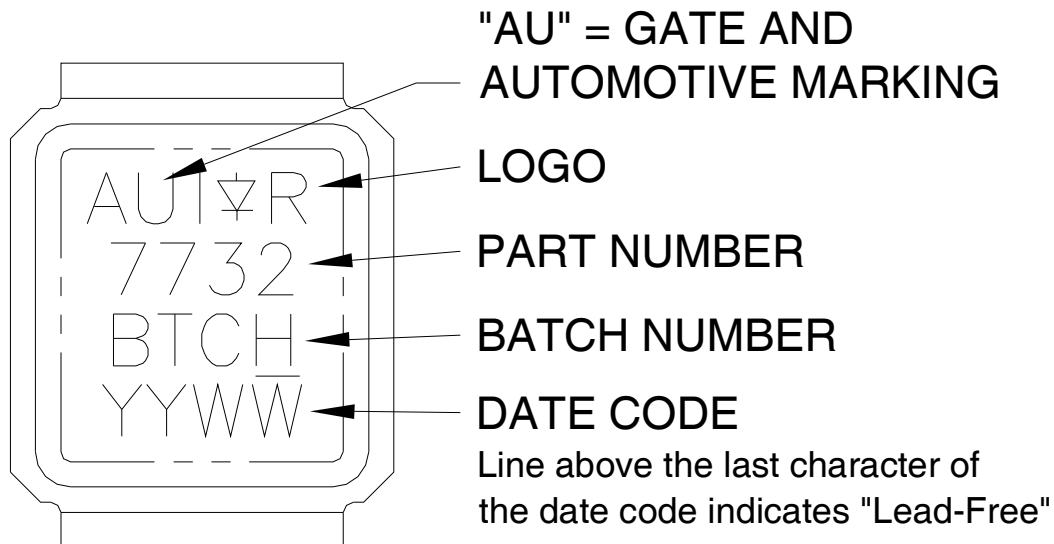 "AU" = GATE AND
AUTOMOTIVE MARKING
LOGO
PART NUMBER
BATCH NUMBER
DATE CODE
Line above the last character of
the date code indicates "Lead-Free"
AUI R
7732
BTCH
YYWW̅